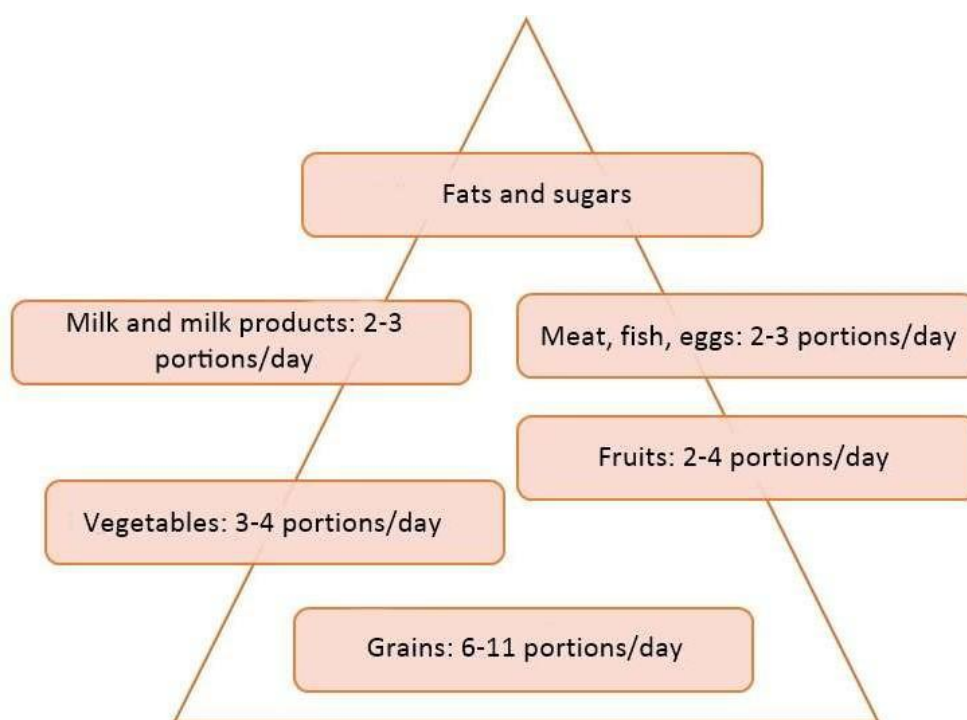 Fats and sugars
Milk and milk products: 2-3
portions/day
Meat, fish, eggs: 2-3 portions/day
Fruits: 2-4 portions/day
Vegetables: 3-4 portions/day
Grains: 6-11 portions/day